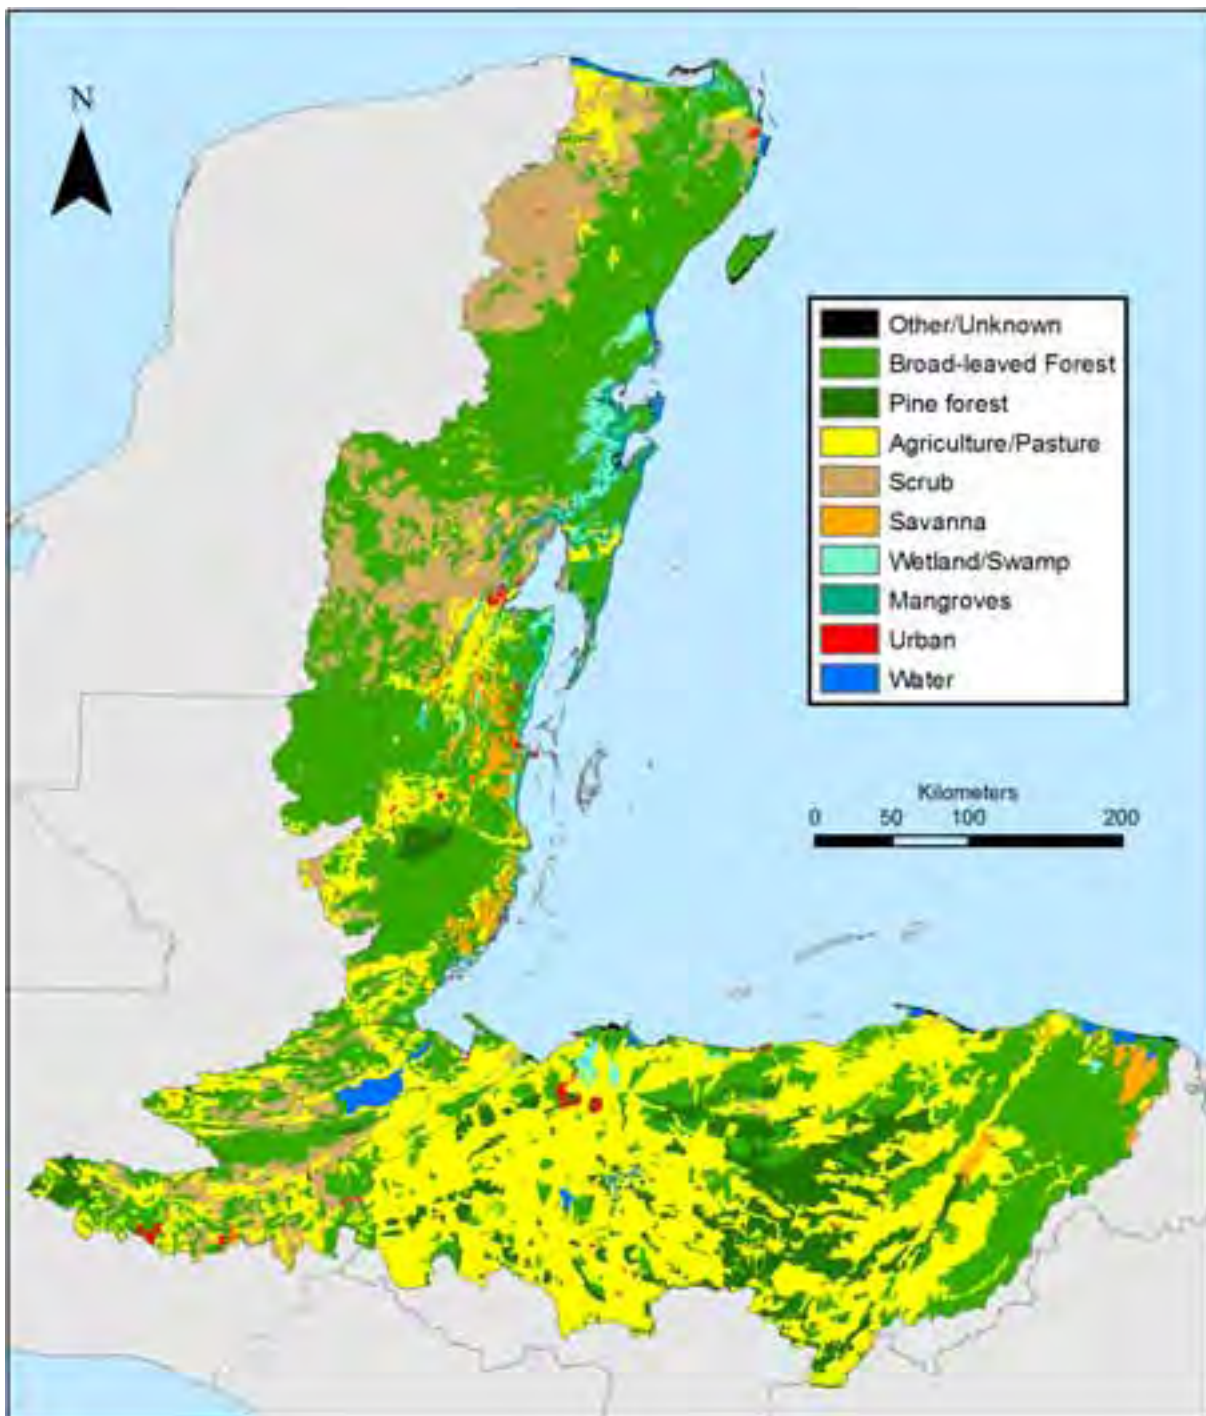 N
Other/Unknown
Broad-leaved Forest
Pine forest
Agriculture/Pasture
Scrub
Savanna
Wetland/Swamp
Mangroves
Urban
Water
Kilometers
0 50 100 200